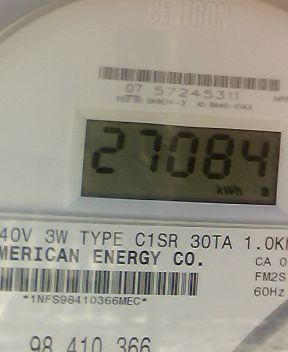 CENTRON
07 57245311
27084
kWh
40V 3W TYPE C1SR 30TA 1.0K
MERICAN ENERGY CO.
CA 0
FM2S
*1NFS98410366MEC*
60Hz
98 410 366